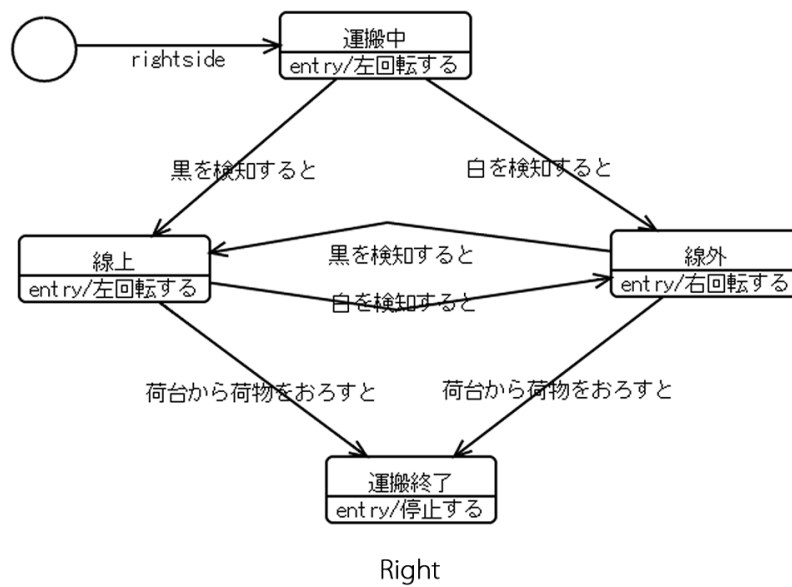 運搬中
entry/左回転する
rightside
黒を検知すると
白を検知すると
線上
entry/左回転する
黒を検知すると
白を検知すると
線外
entry/右回転する
荷台から荷物をおろすと
荷台から荷物をおろすと
運搬終了
entry/停止する
Right